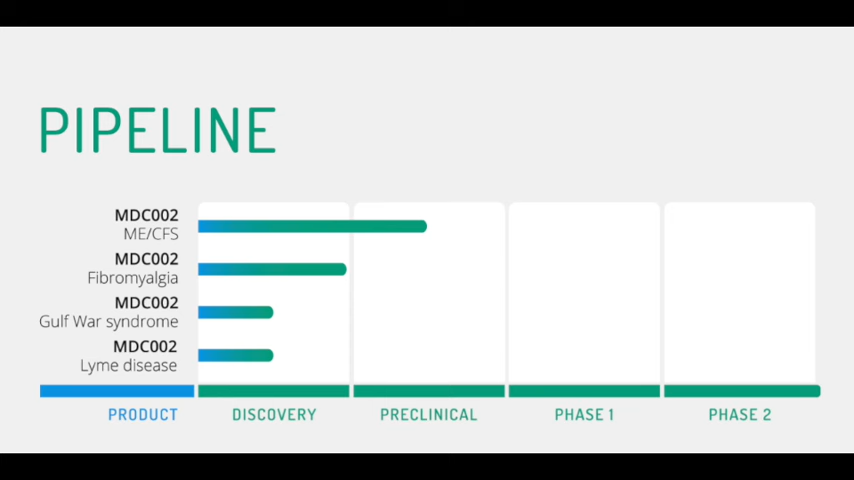 PIPELINE
MDC002
ME/CFS
MDC002
Fibromyalgia
MDC002
Gulf War syndrome
MDC002
Lyme disease
PRODUCT DISCOVERY PRECLINICAL PHASE 1 PHASE 2